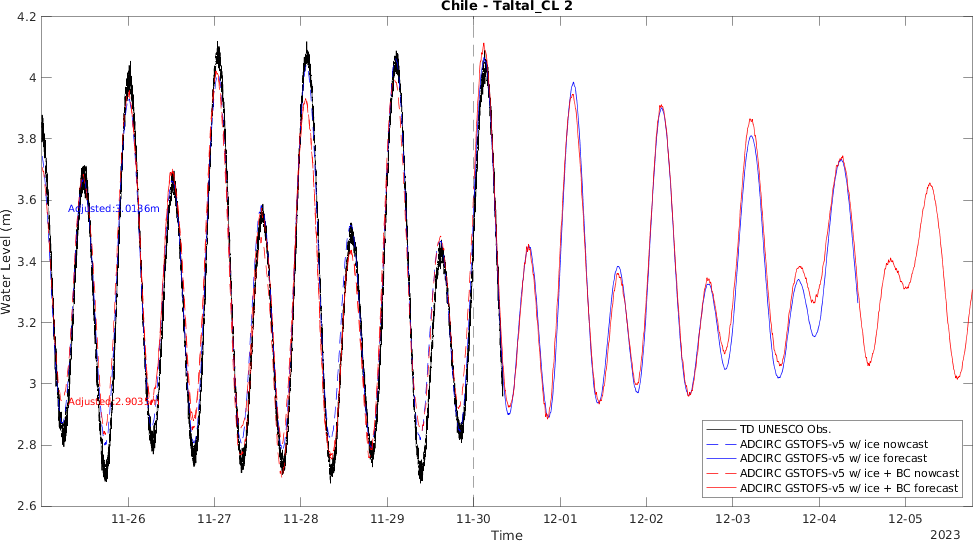 Chile - Taltal_CL 2
4.2
4
3.8
3.6
3.4
3.2
3
2.8
2.6
Water Level (m)
Adjusted:3.0136m
Adjusted:2.9035m
TD UNESCO Obs.
ADCIRC GSTOFS-v5 w/ ice nowcast
ADCIRC GSTOFS-v5 w/ ice forecast
ADCIRC GSTOFS-v5 w/ ice + BC nowcast
ADCIRC GSTOFS-v5 w/ ice + BC forecast
11-26 11-27 11-28 11-29 11-30 12-01 12-02 12-03 12-04 12-05
Time
2023